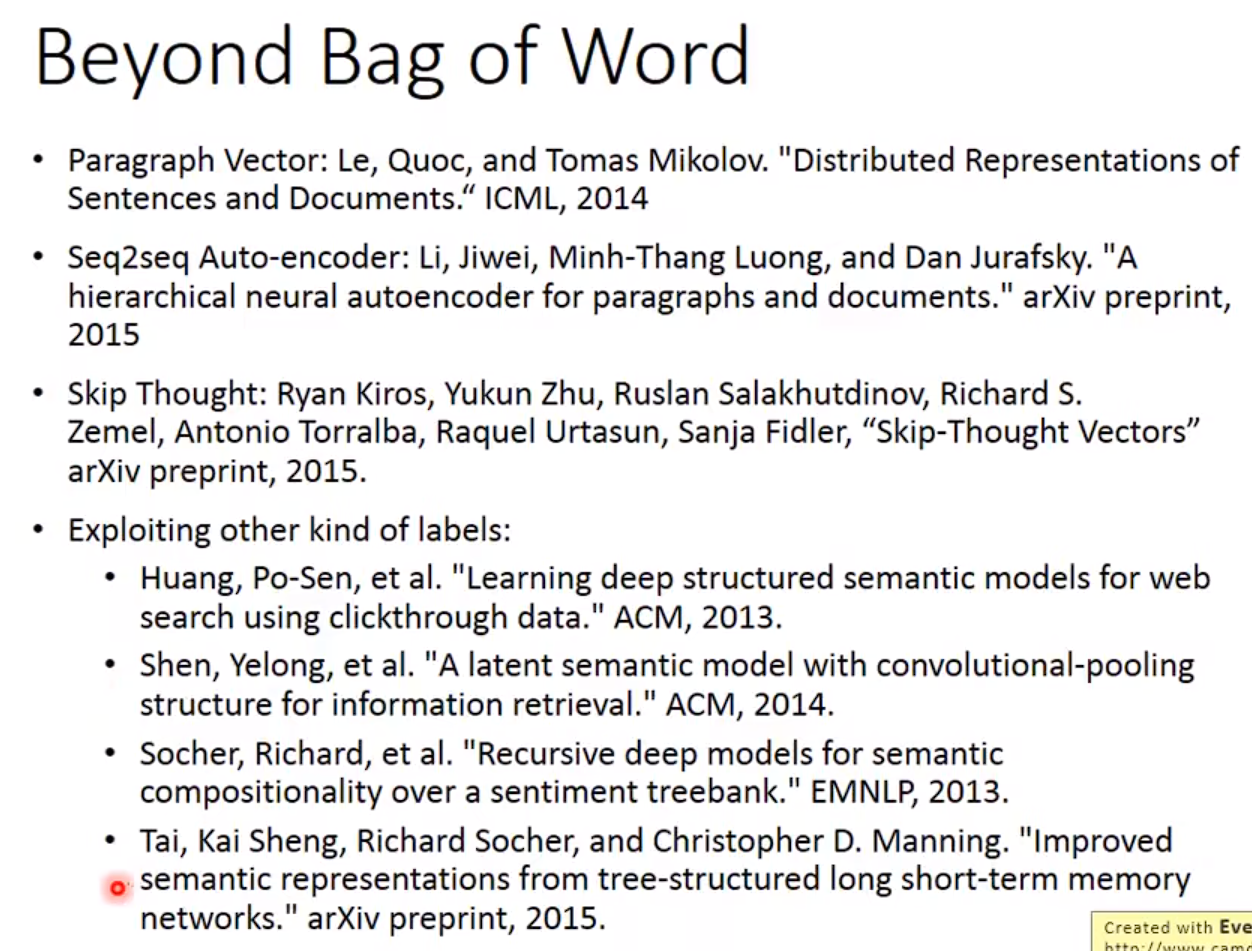 Beyond Bag of Word
• Paragraph Vector: Le, Quoc, and Tomas Mikolov. "Distributed Representations of
Sentences and Documents.“ ICML, 2014
• Seq2seq Auto-encoder: Li, Jiwei, Minh-Thang Luong, and Dan Jurafsky. "A
hierarchical neural autoencoder for paragraphs and documents." arXiv preprint,
2015
• Skip Thought: Ryan Kiros, Yukun Zhu, Ruslan Salakhutdinov, Richard S.
Zemel, Antonio Torralba, Raquel Urtasun, Sanja Fidler, “Skip-Thought Vectors”
arXiv preprint, 2015.
• Exploiting other kind of labels:
• Huang, Po-Sen, et al. "Learning deep structured semantic models for web
search using clickthrough data." ACM, 2013.
• Shen, Yelong, et al. "A latent semantic model with convolutional-pooling
structure for information retrieval." ACM, 2014.
• Socher, Richard, et al. "Recursive deep models for semantic
compositionality over a sentiment treebank." EMNLP, 2013.
• Tai, Kai Sheng, Richard Socher, and Christopher D. Manning. "Improved
semantic representations from tree-structured long short-term memory
networks." arXiv preprint, 2015.
Created with Eve